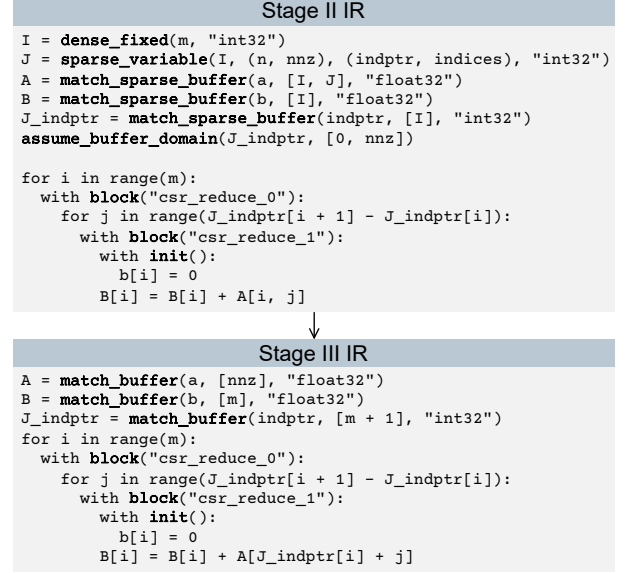 Stage II IR
I = dense_fixed(m, "int32")
J = sparse_variable(I, (n, nnz), (indptr, indices), "int32")
A = match_sparse_buffer(a, [I, J], "float32")
B = match_sparse_buffer(b, [I], "float32")
J_indptr = match_sparse_buffer(indptr, [I], "int32")
assume_buffer_domain(J_indptr, [0, nnz])

for i in range(m):
  with block("csr_reduce_0"):
    for j in range(J_indptr[i + 1] - J_indptr[i]):
      with block("csr_reduce_1"):
        with init():
          b[i] = 0
        B[i] = B[i] + A[i, j]
Stage III IR
A = match_buffer(a, [nnz], "float32")
B = match_buffer(b, [m], "float32")
J_indptr = match_buffer(indptr, [m + 1], "int32")
for i in range(m):
  with block("csr_reduce_0"):
    for j in range(J_indptr[i + 1] - J_indptr[i]):
      with block("csr_reduce_1"):
        with init():
          b[i] = 0
        B[i] = B[i] + A[J_indptr[i] + j]